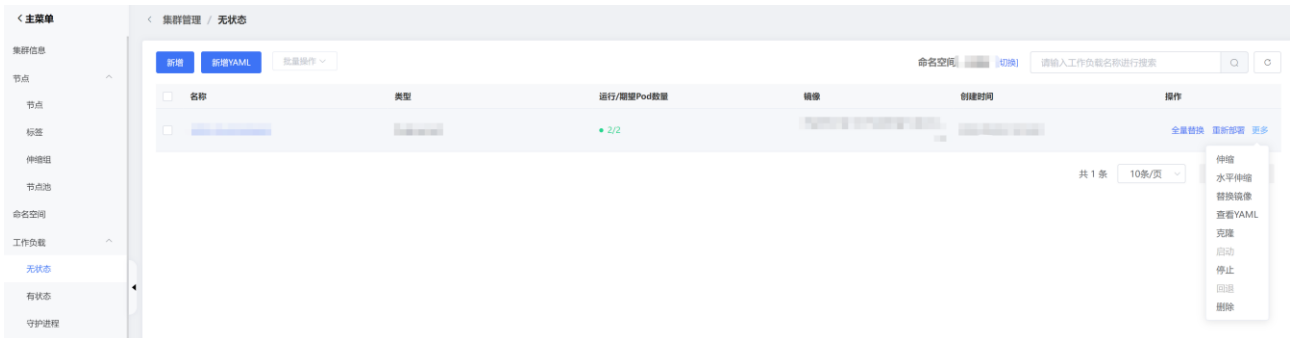 主菜单
集群管理 / 无状态
集群信息
节点
节点
标签
伸缩组
节点池
命名空间
工作负载
无状态
有状态
守护进程
新增 新增YAML 批量操作
命名空间 切换] 请输入工作负载名称进行搜索
名称 类型 运行/期望Pod数量 镜像 创建时间 操作
2/2 全量替换 重新部署 更多
共 1 条 10条/页
伸缩
水平伸缩
替换镜像
查看YAML
克隆
启动
停止
回退
删除